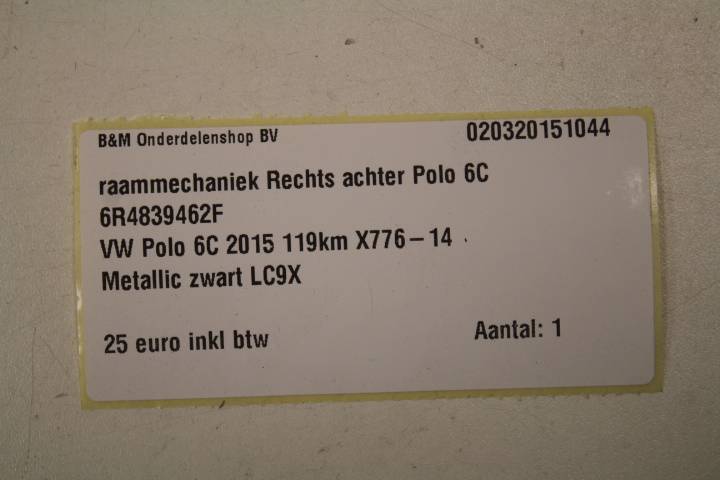 B&M Onderdelenshop BV 020320151044
raammechaniek Rechts achter Polo 6C
6R4839462F
VW Polo 6C 2015 119km X776-14
Metallic zwart LC9X
25 euro inkl btw Aantal: 1